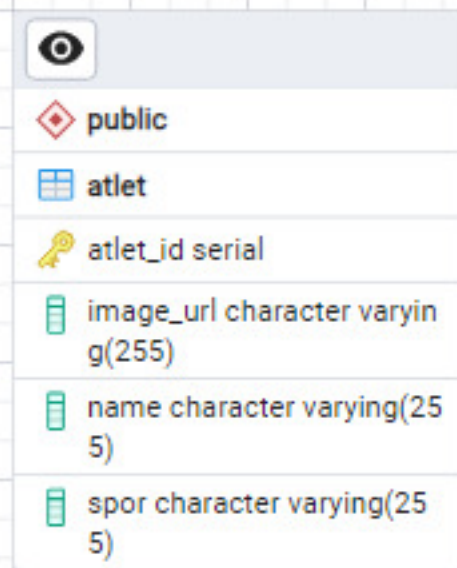 public
atlet
atlet_id serial
image_url character varyin
g(255)
name character varying(25
5)
spor character varying(25
5)